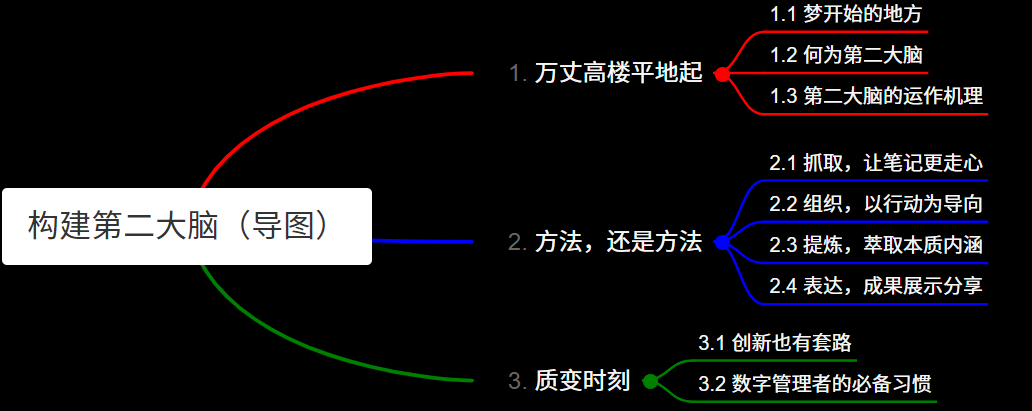 构建第二大脑（导图）
1. 万丈高楼平地起
1.1 梦开始的地方
1.2 何为第二大脑
1.3 第二大脑的运作机理
2. 方法，还是方法
2.1 抓取，让笔记更走心
2.2 组织，以行动为导向
2.3 提炼，萃取本质内涵
2.4 表达，成果展示分享
3. 质变时刻
3.1 创新也有套路
3.2 数字管理者的必备习惯